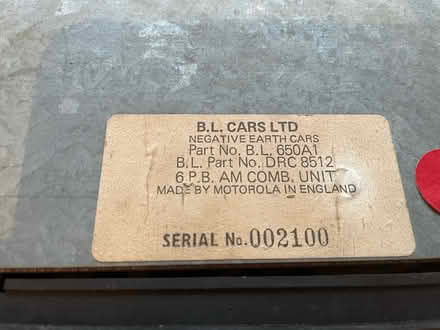 B.L. CARS LTD
NEGATIVE EARTH CARS
Part No. B.L. 650A1
B.L. Part No. DRC 8512
6.P.B. AM COMB. UNIT
MADE BY MOTOROLA IN ENGLAND
SERIAL No. 002100